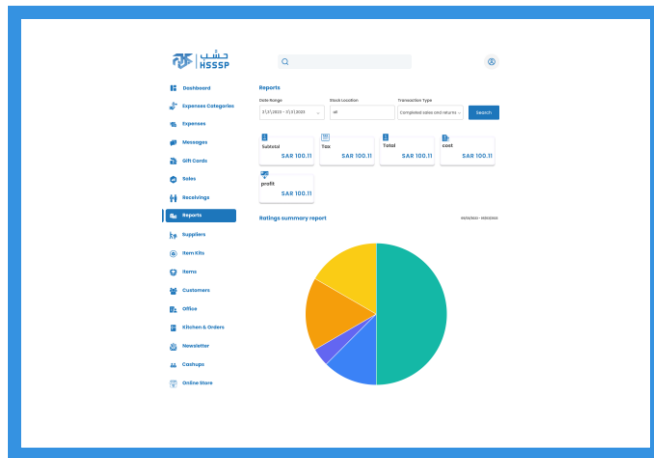 حشب
HSSSP
Dashboard
Expenses Categories
Expenses
Messages
Gift Cards
Sales
Receivings
Reports
Suppliers
Item Kits
Items
Customers
Office
Kitchen & Orders
Newsletter
Cashups
Online Store
Reports
Date Range
Stock Location
Transaction Type
all
Completed sales and returns
Search
Subtotal
SAR 100.11
Tax
SAR 100.11
Total
SAR 100.11
cost
SAR 100.11
profit
SAR 100.11
Ratings summary report